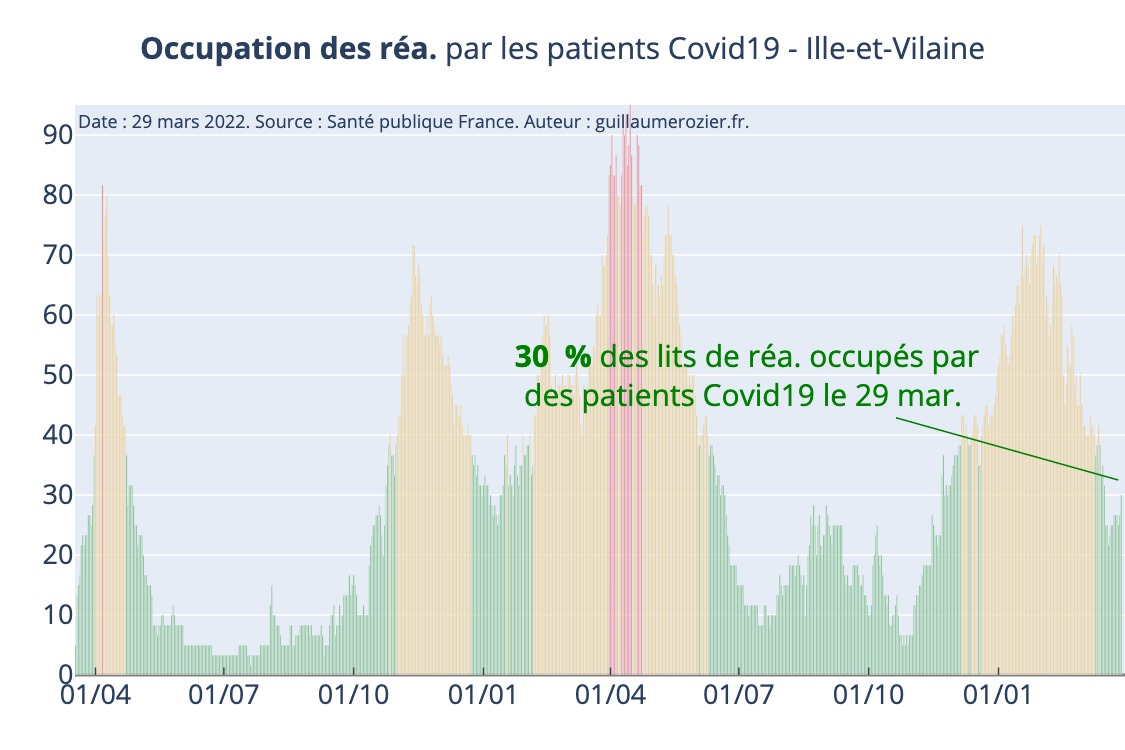 Occupation des réa. par les patients Covid19 - Ille-et-Vilaine
Date : 29 mars 2022. Source : Santé publique France. Auteur : guillaumerozier.fr.
90
80
70
60
50
40
30
20
10
0
30 % des lits de réa. occupés par
des patients Covid19 le 29 mar.
01/04 01/07 01/10 01/01 01/04 01/07 01/10 01/01